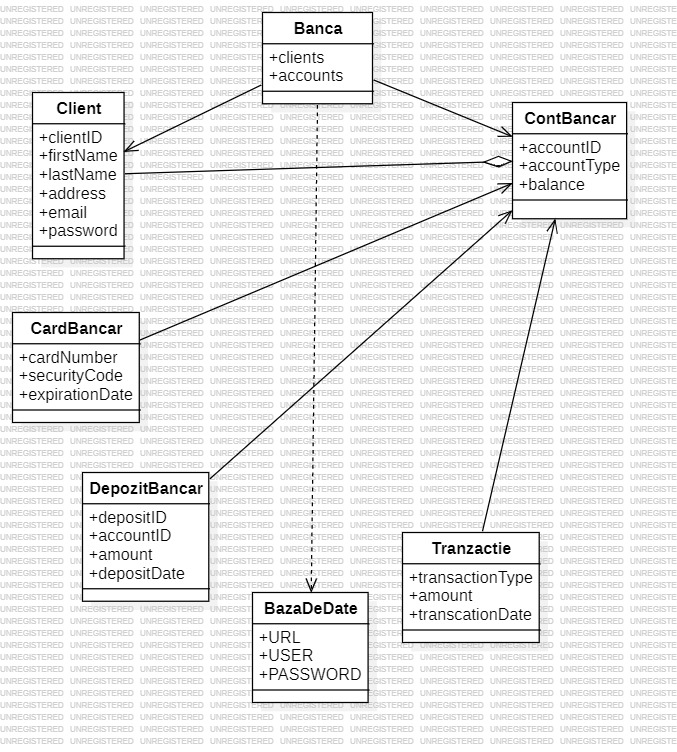 Banca
+clients
+accounts
Client
+clientID
+firstName
+lastName
+address
+email
+password
ContBancar
+accountID
+accountType
+balance
CardBancar
+cardNumber
+securityCode
+expirationDate
DepozitBancar
+depositID
+accountID
+amount
+depositDate
Tranzactie
+transactionType
+amount
+transcationDate
BazaDeDate
+URL
+USER
+PASSWORD
UNREGISTERED